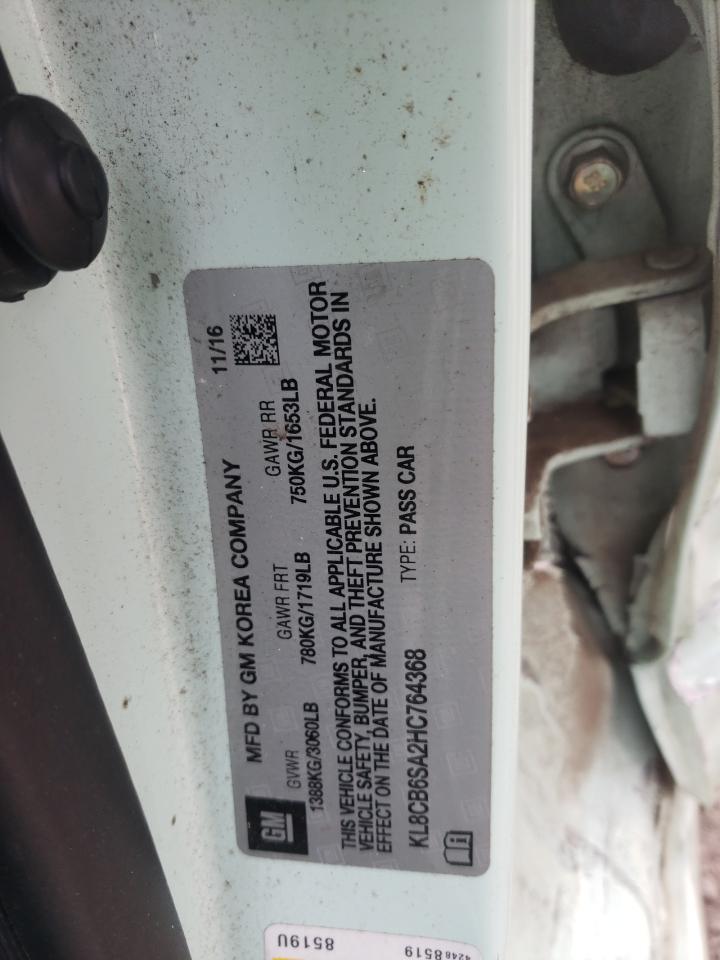 MFD BY GM KOREA COMPANY 11/16
GM
GVWR GAWR FRT GAWR RR
1388KG/3060LB 780KG/1719LB 750KG/1653LB
THIS VEHICLE CONFORMS TO ALL APPLICABLE U.S. FEDERAL MOTOR
VEHICLE SAFETY, BUMPER, AND THEFT PREVENTION STANDARDS IN
EFFECT ON THE DATE OF MANUFACTURE SHOWN ABOVE.
KL8CB6SA2HC764368 TYPE: PASS CAR
8519U
42488519